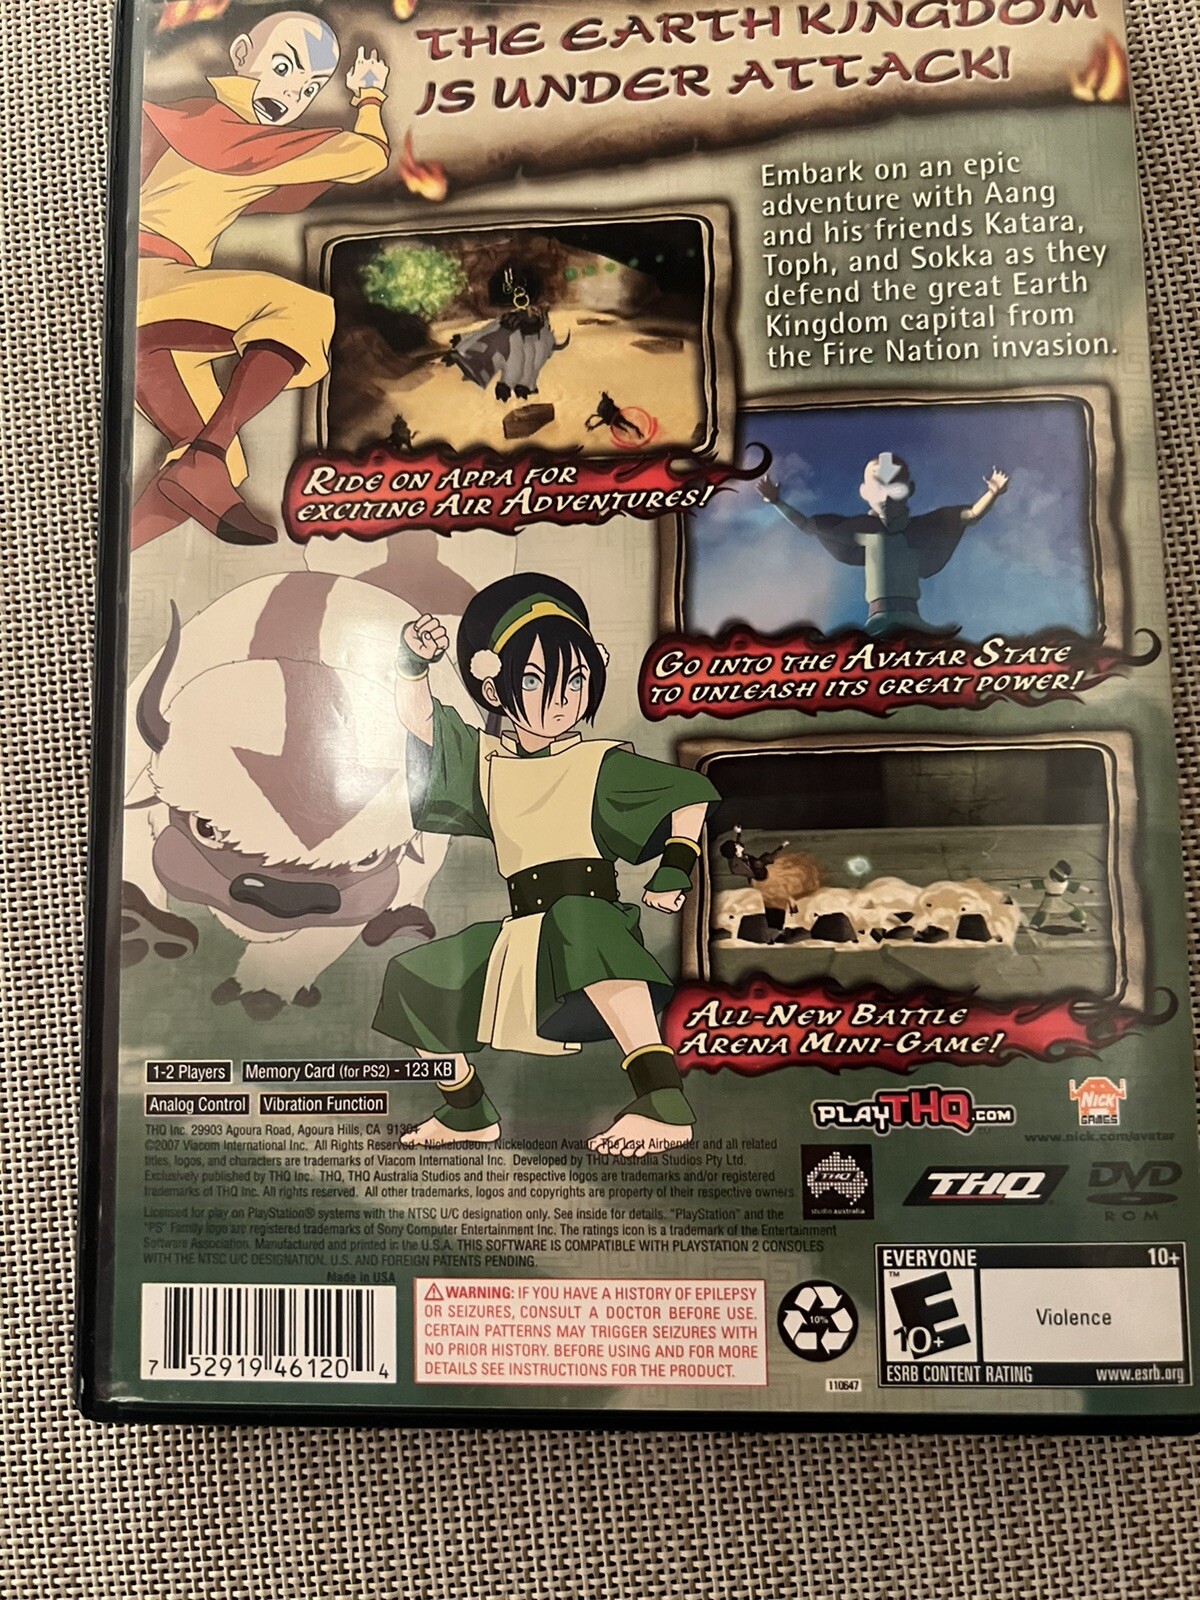 THE EARTH KINGDOM
IS UNDER ATTACK!
Embark on an epic
adventure with Aang
and his friends Katara,
Toph, and Sokka as they
defend the great Earth
Kingdom capital from
the Fire Nation invasion.
RIDE ON APPA FOR
EXCITING AIR ADVENTURES!
GO INTO THE AVATAR STATE
TO UNLEASH ITS GREAT POWER!
ALL-NEW BATTLE
ARENA MINI-GAME!
1-2 Players
Memory Card (for PS2) - 123 KB
Analog Control
Vibration Function
THQ Inc. 29903 Agoura Road, Agoura Hills, CA 91301
©2007 Viacom International Inc. All Rights Reserved. Nickelodeon, Nickelodeon Avatar: The Last Airbender and all related
titles, logos, and characters are trademarks of Viacom International Inc. Developed by THQ Australia Studios Pty Ltd.
Exclusively published by THQ Inc. THQ, THQ Australia Studios and their respective logos are trademarks and/or registered
trademarks of THQ Inc. All rights reserved. All other trademarks, logos and copyrights are property of their respective owners.
Licensed for play on PlayStation® systems with the NTSC U/C designation only. See inside for details. "PlayStation" and the
"PS" Family logo are registered trademarks of Sony Computer Entertainment Inc. The ratings icon is a trademark of the Entertainment
Software Association. Manufactured and printed in the U.S.A. THIS SOFTWARE IS COMPATIBLE WITH PLAYSTATION 2 CONSOLES
WITH THE NTSC U/C DESIGNATION. U.S. AND FOREIGN PATENTS PENDING.
Made in USA
PLAYTHQ.COM
NICK
GAMES
www.nick.com/avatar
THQ
studio australia
THQ
DVD
ROM
7 52919 46120 4
WARNING: IF YOU HAVE A HISTORY OF EPILEPSY
OR SEIZURES, CONSULT A DOCTOR BEFORE USE.
CERTAIN PATTERNS MAY TRIGGER SEIZURES WITH
NO PRIOR HISTORY. BEFORE USING AND FOR MORE
DETAILS SEE INSTRUCTIONS FOR THE PRODUCT.
10%
110647
EVERYONE 10+
E
10+
TM
Violence
ESRB CONTENT RATING www.esrb.org